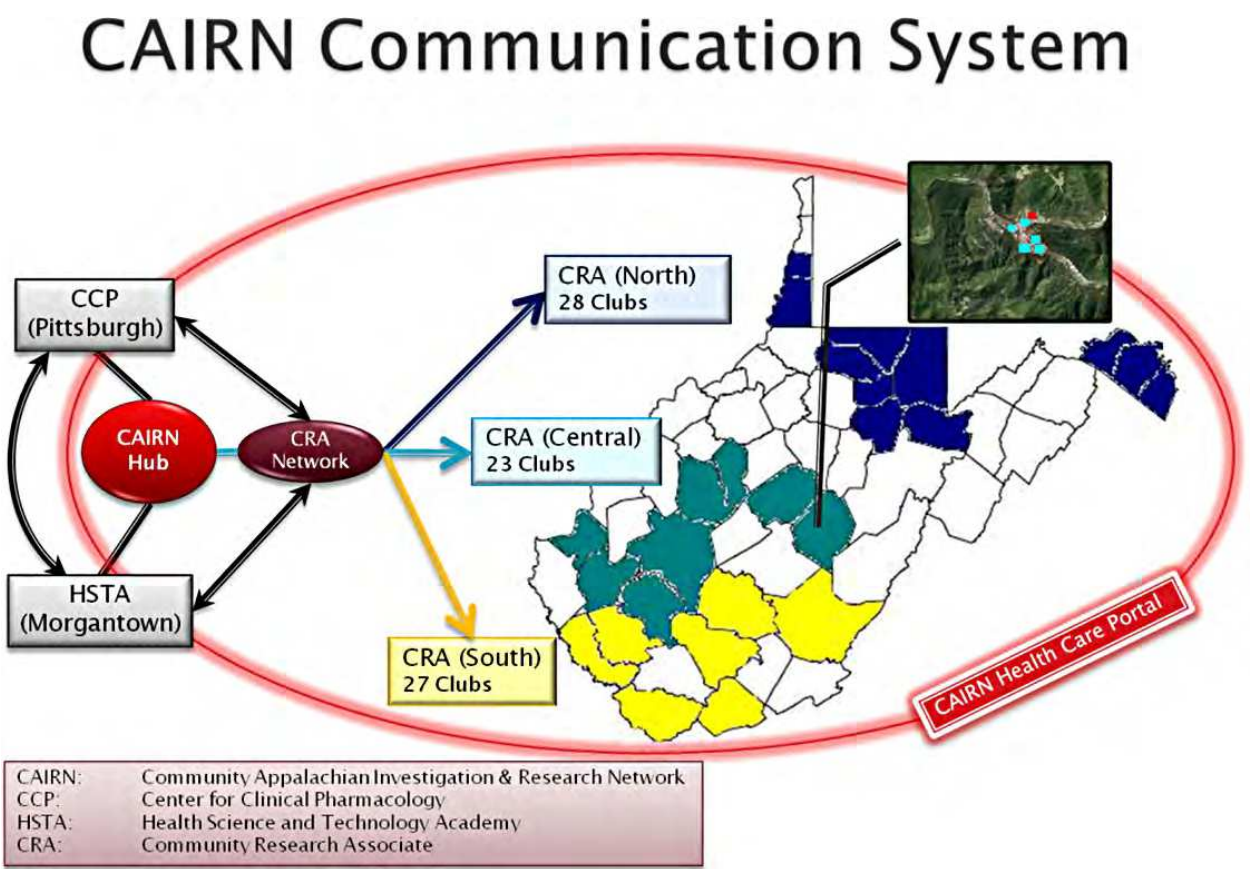 CAIRN Communication System
CCP
(Pittsburgh)
CAIRN
Hub
CRA
Network
HSTA
(Morgantown)
CRA (North)
28 Clubs
CRA (Central)
23 Clubs
CRA (South)
27 Clubs
CAIRN Health Care Portal
CAIRN: Community Appalachian Investigation & Research Network
CCP: Center for Clinical Pharmacology
HSTA: Health Science and Technology Academy
CRA: Community Research Associate